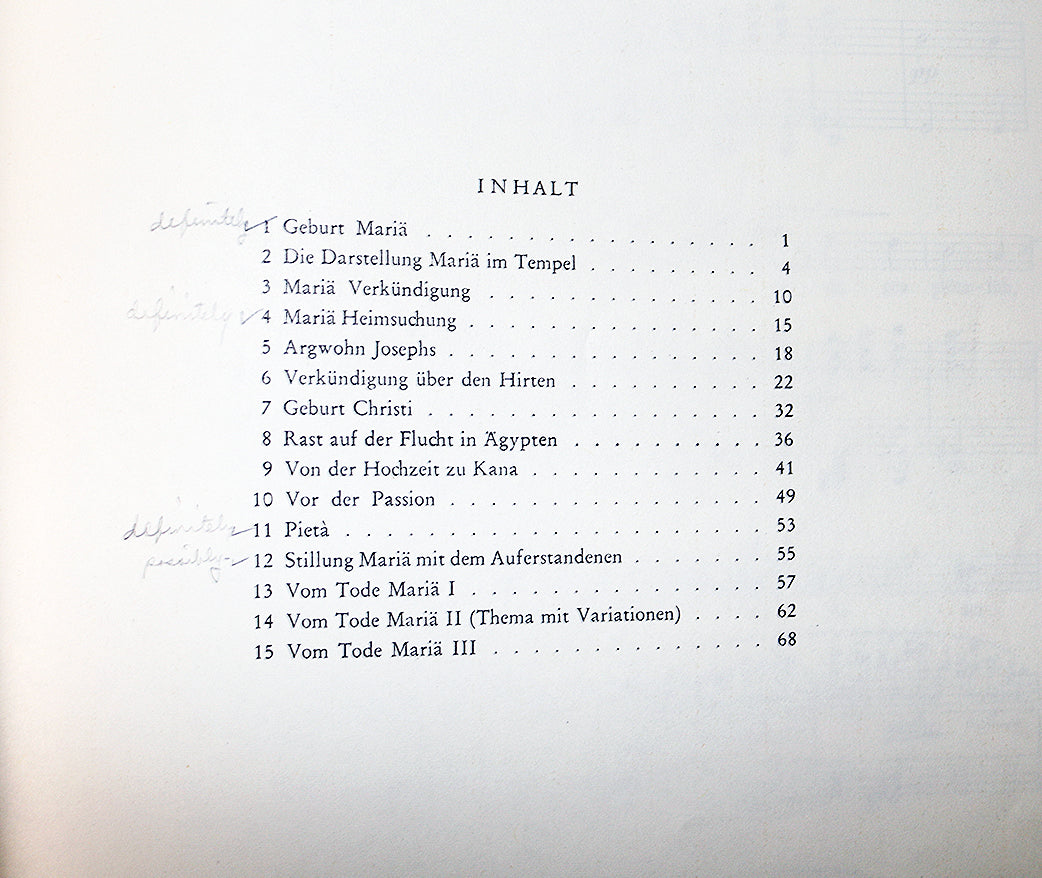 INHALT
definitely ✓ 1 Geburt Mariä . . . . . . . . . . . . . . . . . 1
2 Die Darstellung Mariä im Tempel . . . . . . . . . 4
3 Mariä Verkündigung . . . . . . . . . . . . . . 10
definitely ✓ 4 Mariä Heimsuchung . . . . . . . . . . . . . . . 15
5 Argwohn Josephs . . . . . . . . . . . . . . . . 18
6 Verkündigung über den Hirten . . . . . . . . . . 22
7 Geburt Christi . . . . . . . . . . . . . . . . . 32
8 Rast auf der Flucht in Ägypten . . . . . . . . . . 36
9 Von der Hochzeit zu Kana . . . . . . . . . . . . 41
10 Vor der Passion . . . . . . . . . . . . . . . . 49
definitely ✓ 11 Pietà . . . . . . . . . . . . . . . . . . . . . 53
possibly- ✓ 12 Stillung Mariä mit dem Auferstandenen . . . . . . . 55
13 Vom Tode Mariä I . . . . . . . . . . . . . . . 57
14 Vom Tode Mariä II (Thema mit Variationen) . . . . 62
15 Vom Tode Mariä III . . . . . . . . . . . . . . 68